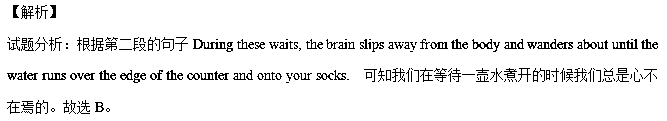 【解析】
试题分析：根据第二段的句子 During these waits, the brain slips away from the body and wanders about until the
water runs over the edge of the counter and onto your socks. 可知我们在等待一壶水煮开的时候我们总是心不
在焉的。故选 B。